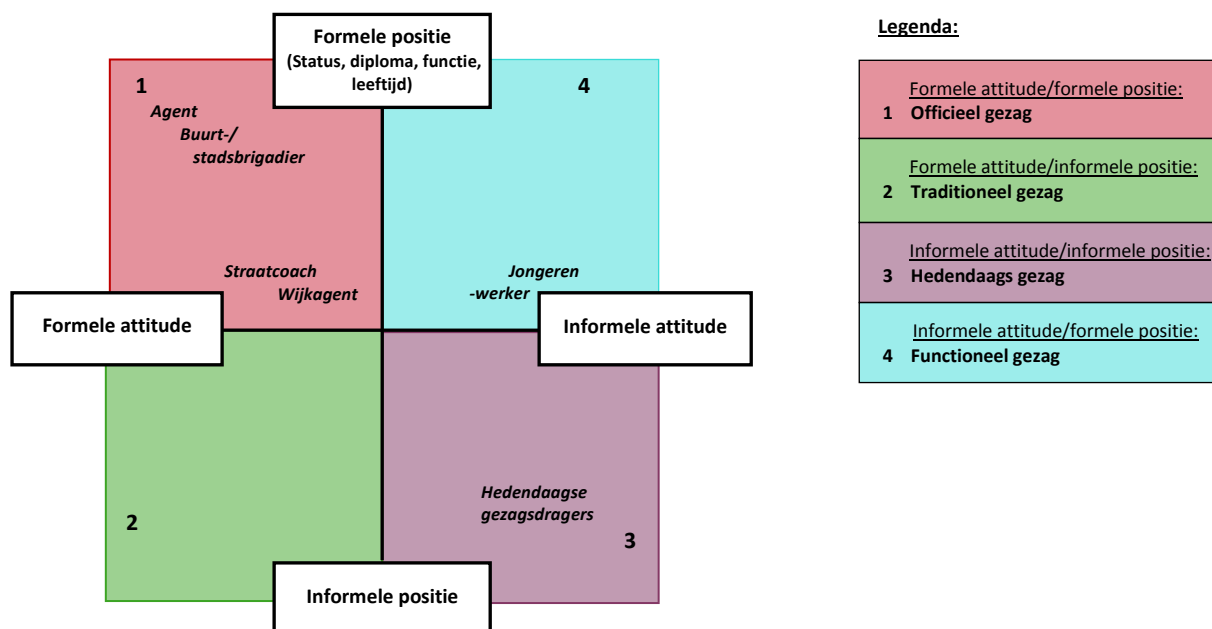 Formele positie
(Status, diploma, functie,
leeftijd)
1
Agent
Buurt-/
stadsbrigadier
4
Straatcoach
Wijkagent
Jongeren
-werker
Formele attitude
Informele attitude
2
Hedendaagse
gezagsdragers
3
Informele positie
Legenda:
Formele attitude/formele positie:
1 Officieel gezag
Formele attitude/informele positie:
2 Traditioneel gezag
Informele attitude/informele positie:
3 Hedendaags gezag
Informele attitude/formele positie:
4 Functioneel gezag